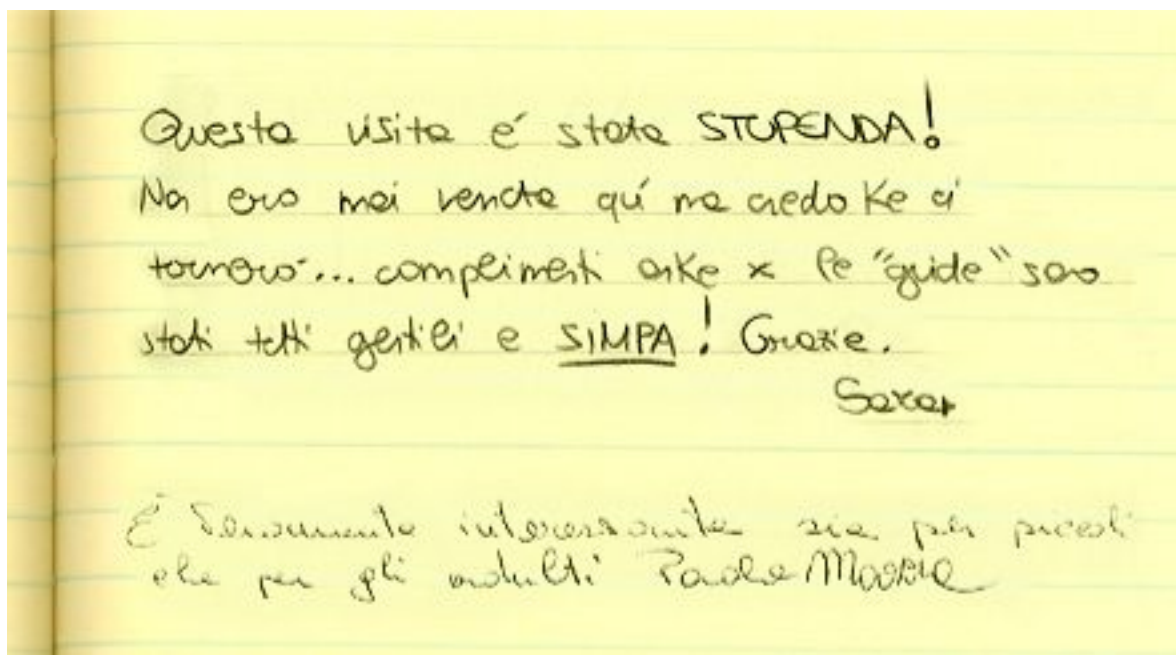 Questa visita é stata STUPENDA!
Non ero mai venuta quí ma credo ke ci
tornerò... complimenti anke x le "guide" sono
stati tutti gentili e SIMPA! Grazie.
Sara
É veramente interessante sia per piccoli
che per gli adulti Paola